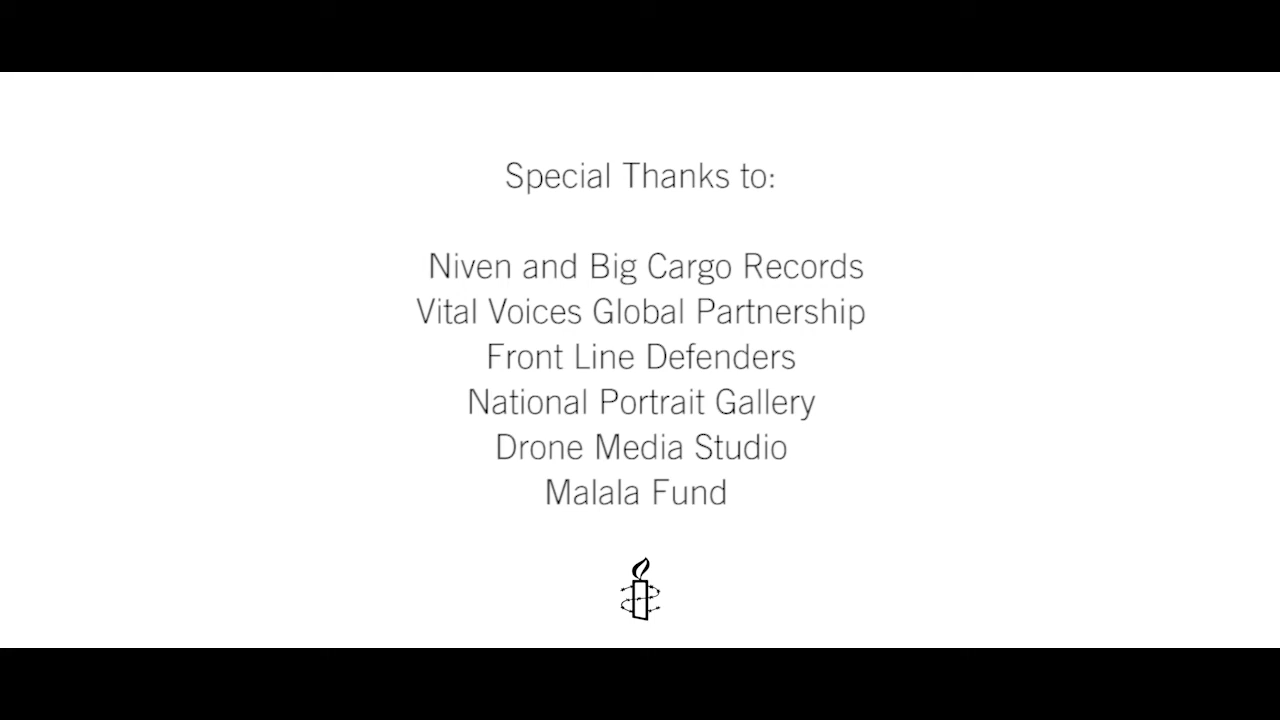 Special Thanks to:
Niven and Big Cargo Records
Vital Voices Global Partnership
Front Line Defenders
National Portrait Gallery
Drone Media Studio
Malala Fund